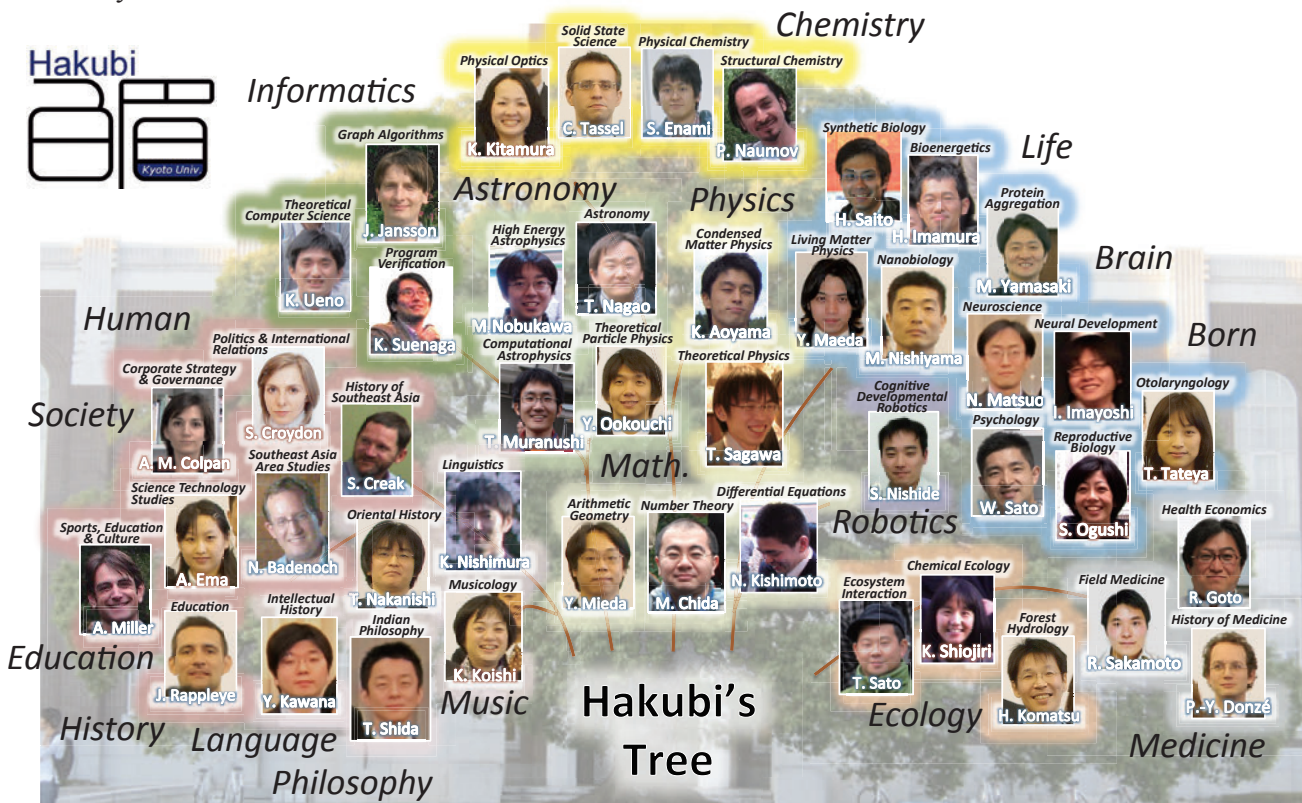 Hakubi
白眉
Kyoto Univ.
Chemistry
Solid State
Science
Physical Chemistry
Physical Optics
Structural Chemistry
K. Kitamura
C. Tassel
S. Enami
P. Naumov
Informatics
Graph Algorithms
J. Jansson
Theoretical
Computer Science
K. Ueno
Program
Verification
K. Suenaga
Astronomy
High Energy
Astrophysics
M Nobukawa
Astronomy
T. Nagao
Computational
Astrophysics
T. Muranushi
Physics
Condensed
Matter Physics
K. Aoyama
Theoretical
Particle Physics
Y. Ookouchi
Theoretical Physics
T. Sagawa
Life
Synthetic Biology
H. Saito
Bioenergetics
H. Imamura
Protein
Aggregation
M. Yamasaki
Living Matter
Physics
Y. Maeda
Nanobiology
M. Nishiyama
Brain
Neuroscience
N. Matsuo
Neural Development
I. Imayoshi
Psychology
W. Sato
Born
Otolaryngology
T. Tateya
Reproductive
Biology
S. Ogushi
Cognitive
Developmental
Robotics
S. Nishide
Robotics
Human
Society
Politics & International
Relations
S. Croydon
Corporate Strategy
& Governance
A. M. Colpan
History of
Southeast Asia
S. Creak
Southeast Asia
Area Studies
N. Badenoch
Science Technology
Studies
A. Ema
Sports, Education
& Culture
A. Miller
Education
J. Rappleye
Education
Linguistics
K. Nishimura
Oriental History
T. Nakanishi
Intellectual
History
Y. Kawana
Indian
Philosophy
T. Shida
Musicology
K. Koishi
Music
History
Language
Philosophy
Math.
Arithmetic
Geometry
Y. Mieda
Number Theory
M. Chida
Differential Equations
N. Kishimoto
Ecosystem
Interaction
T. Sato
Chemical Ecology
K. Shiojiri
Forest
Hydrology
H. Komatsu
Ecology
Health Economics
R. Goto
Field Medicine
R. Sakamoto
History of Medicine
P.-Y. Donzé
Medicine
Hakubi's
Tree